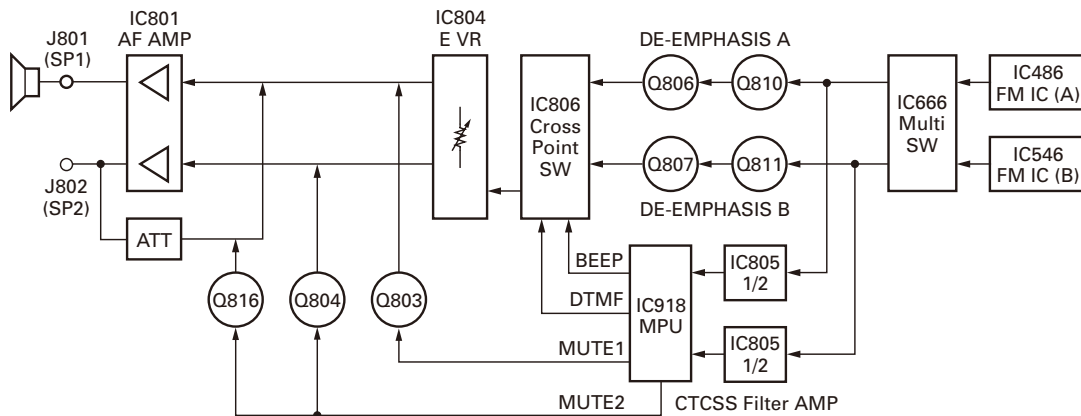 IC801
AF AMP
IC804
E VR
J801
(SP1)
DE-EMPHASIS A
IC806
Cross
Point
SW
Q806
Q810
IC666
Multi
SW
IC486
FM IC (A)
Q807
Q811
IC546
FM IC (B)
J802
(SP2)
DE-EMPHASIS B
ATT
BEEP
DTMF
IC918
MPU
IC805
1/2
Q816
Q804
Q803
MUTE1
IC805
1/2
MUTE2
CTCSS Filter AMP